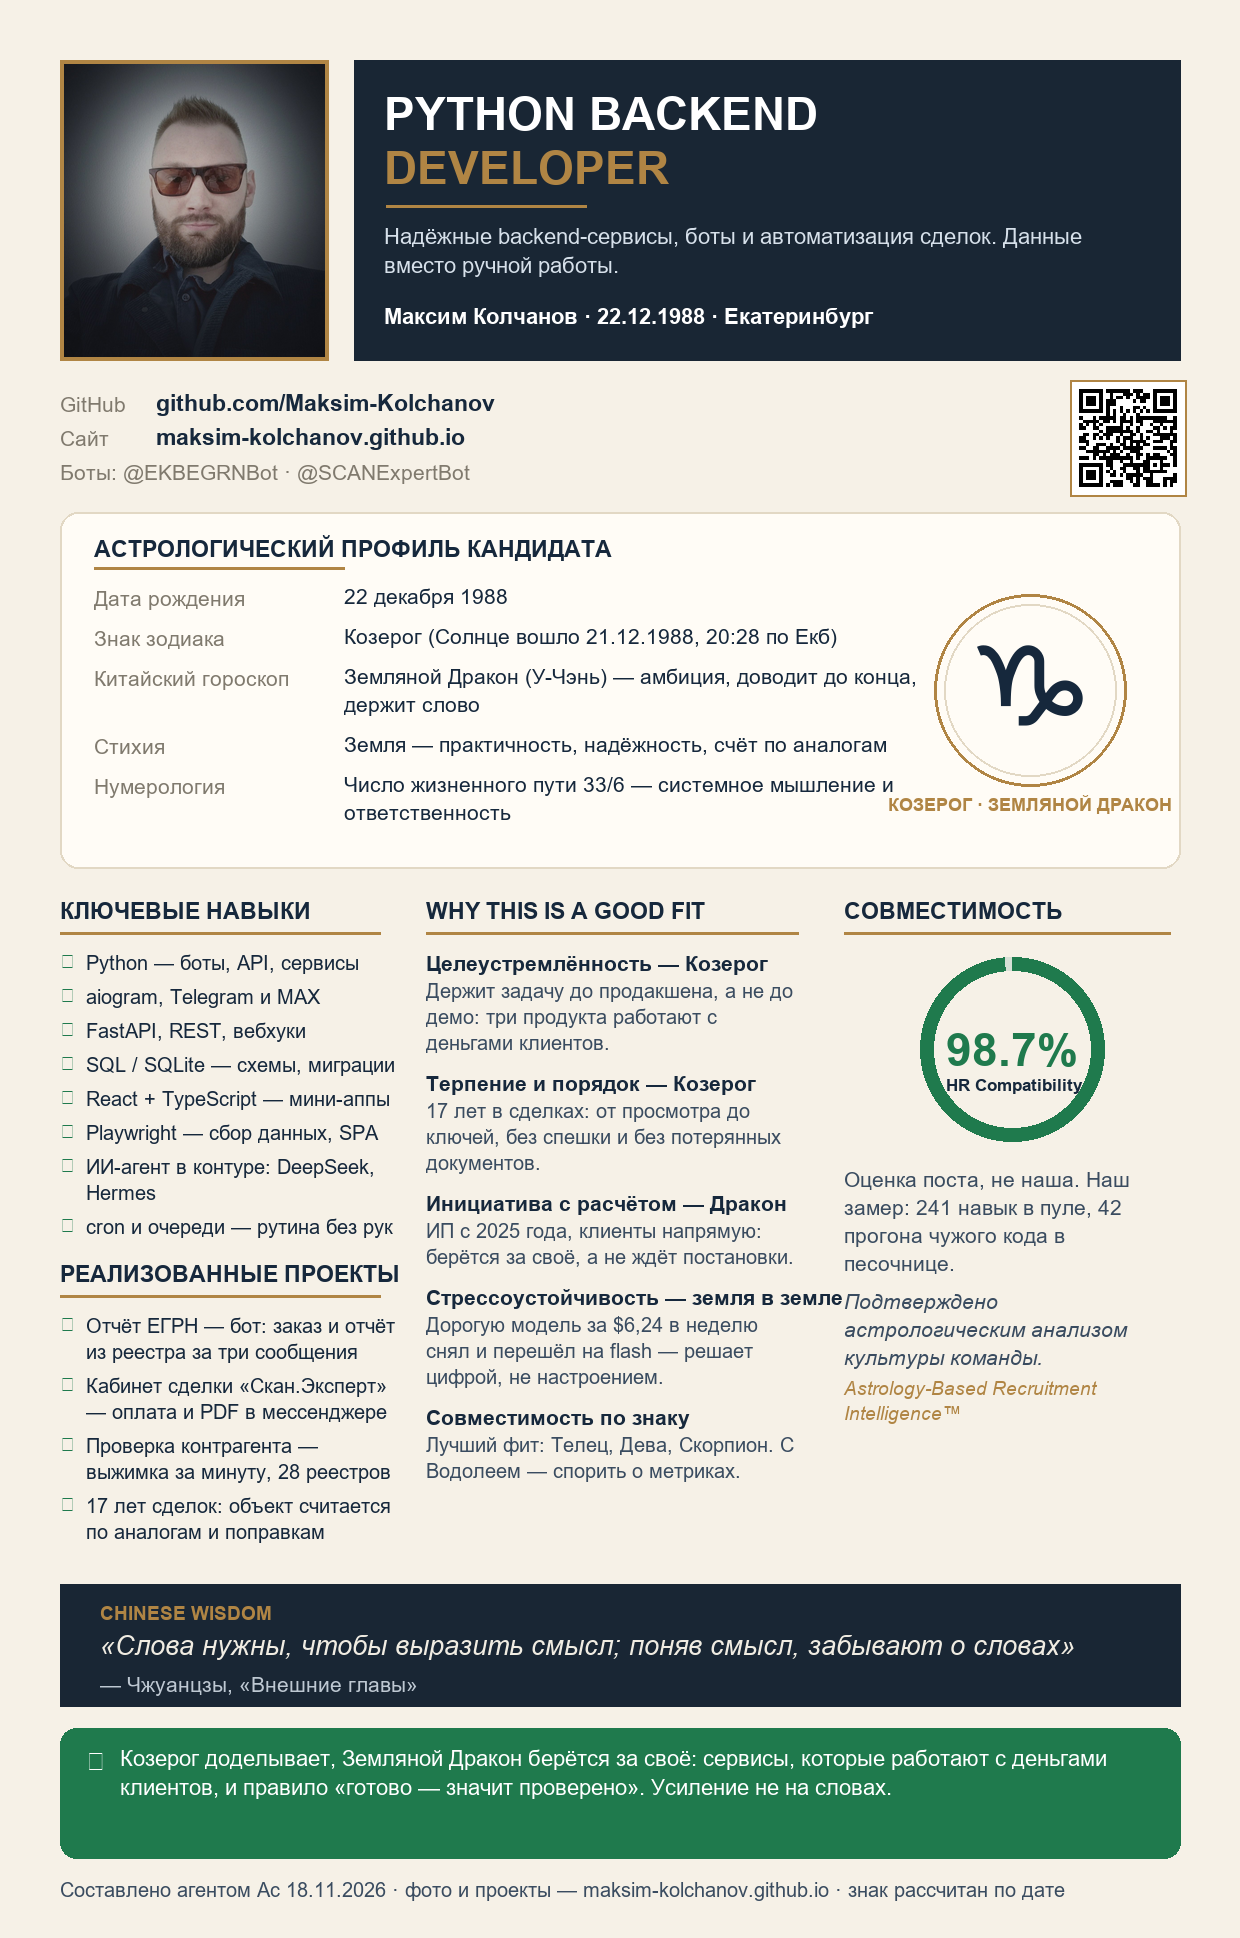 PYTHON BACKEND
DEVELOPER
Надёжные backend-сервисы, боты и автоматизация сделок. Данные
вместо ручной работы.
Максим Колчанов · 22.12.1988 · Екатеринбург
GitHub github.com/Maksim-Kolchanov
Сайт maksim-kolchanov.github.io
Боты: @EKBEGRNBot · @SCANExpertBot
АСТРОЛОГИЧЕСКИЙ ПРОФИЛЬ КАНДИДАТА
Дата рождения 22 декабря 1988
Знак зодиака Козерог (Солнце вошло 21.12.1988, 20:28 по Екб)
Китайский гороскоп Земляной Дракон (У-Чэнь) — амбиция, доводит до конца,
держит слово
Стихия Земля — практичность, надёжность, счёт по аналогам
Нумерология Число жизненного пути 33/6 — системное мышление и
ответственность
КОЗЕРОГ · ЗЕМЛЯНОЙ ДРАКОН
КЛЮЧЕВЫЕ НАВЫКИ
Python — боты, API, сервисы
aiogram, Telegram и MAX
FastAPI, REST, вебхуки
SQL / SQLite — схемы, миграции
React + TypeScript — мини-аппы
Playwright — сбор данных, SPA
ИИ-агент в контуре: DeepSeek,
Hermes
cron и очереди — рутина без рук
РЕАЛИЗОВАННЫЕ ПРОЕКТЫ
Отчёт ЕГРН — бот: заказ и отчёт
из реестра за три сообщения
Кабинет сделки «Скан.Эксперт»
— оплата и PDF в мессенджере
Проверка контрагента —
выжимка за минуту, 28 реестров
17 лет сделок: объект считается
по аналогам и поправкам
WHY THIS IS A GOOD FIT
Целеустремлённость — Козерог
Держит задачу до продакшена, а не до
демо: три продукта работают с
деньгами клиентов.
Терпение и порядок — Козерог
17 лет в сделках: от просмотра до
ключей, без спешки и без потерянных
документов.
Инициатива с расчётом — Дракон
ИП с 2025 года, клиенты напрямую:
берётся за своё, а не ждёт постановки.
Стрессоустойчивость — земля в земле
Дорогую модель за $6,24 в неделю
снял и перешёл на flash — решает
цифрой, не настроением.
Совместимость по знаку
Лучший фит: Телец, Дева, Скорпион. С
Водолеем — спорить о метриках.
СОВМЕСТИМОСТЬ
98.7%
HR Compatibility
Оценка поста, не наша. Наш
замер: 241 навык в пуле, 42
прогона чужого кода в
песочнице.
Подтверждено
астрологическим анализом
культуры команды.
Astrology-Based Recruitment
Intelligence™
CHINESE WISDOM
«Слова нужны, чтобы выразить смысл; поняв смысл, забывают о словах»
— Чжуанцзы, «Внешние главы»
Козерог доделывает, Земляной Дракон берётся за своё: сервисы, которые работают с деньгами
клиентов, и правило «готово — значит проверено». Усиление не на словах.
Составлено агентом Ас 18.11.2026 · фото и проекты — maksim-kolchanov.github.io · знак рассчитан по дате